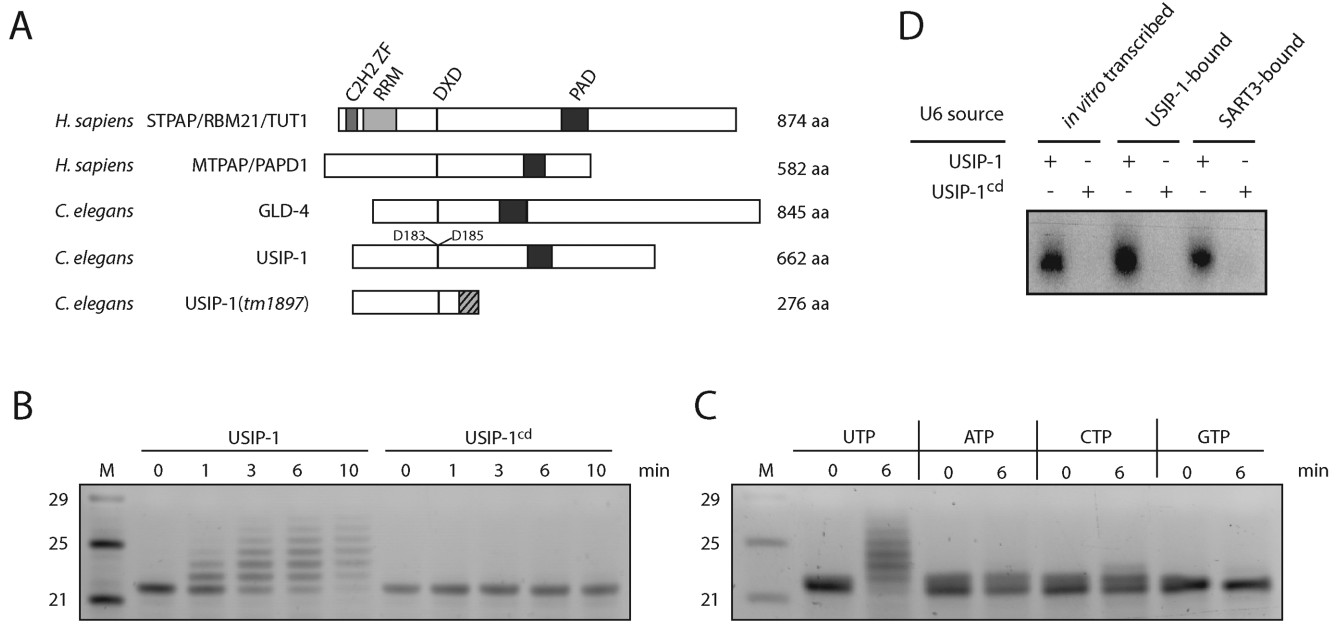 A
C2H2 ZF
RRM
DXD
PAD
H. sapiens STPAP/RBM21/TUT1 874 aa
H. sapiens MTPAP/PAPD1 582 aa
C. elegans GLD-4 845 aa
D183 D185
C. elegans USIP-1 662 aa
C. elegans USIP-1(tm1897) 276 aa
D
in vitro transcribed
USIP-1-bound
SART3-bound
U6 source
USIP-1 + - + - + -
USIP-1cd - + - + - +
B
USIP-1 USIP-1cd
M 0 1 3 6 10 0 1 3 6 10 min
29
25
21
C
UTP ATP CTP GTP
M 0 6 0 6 0 6 0 6 min
29
25
21